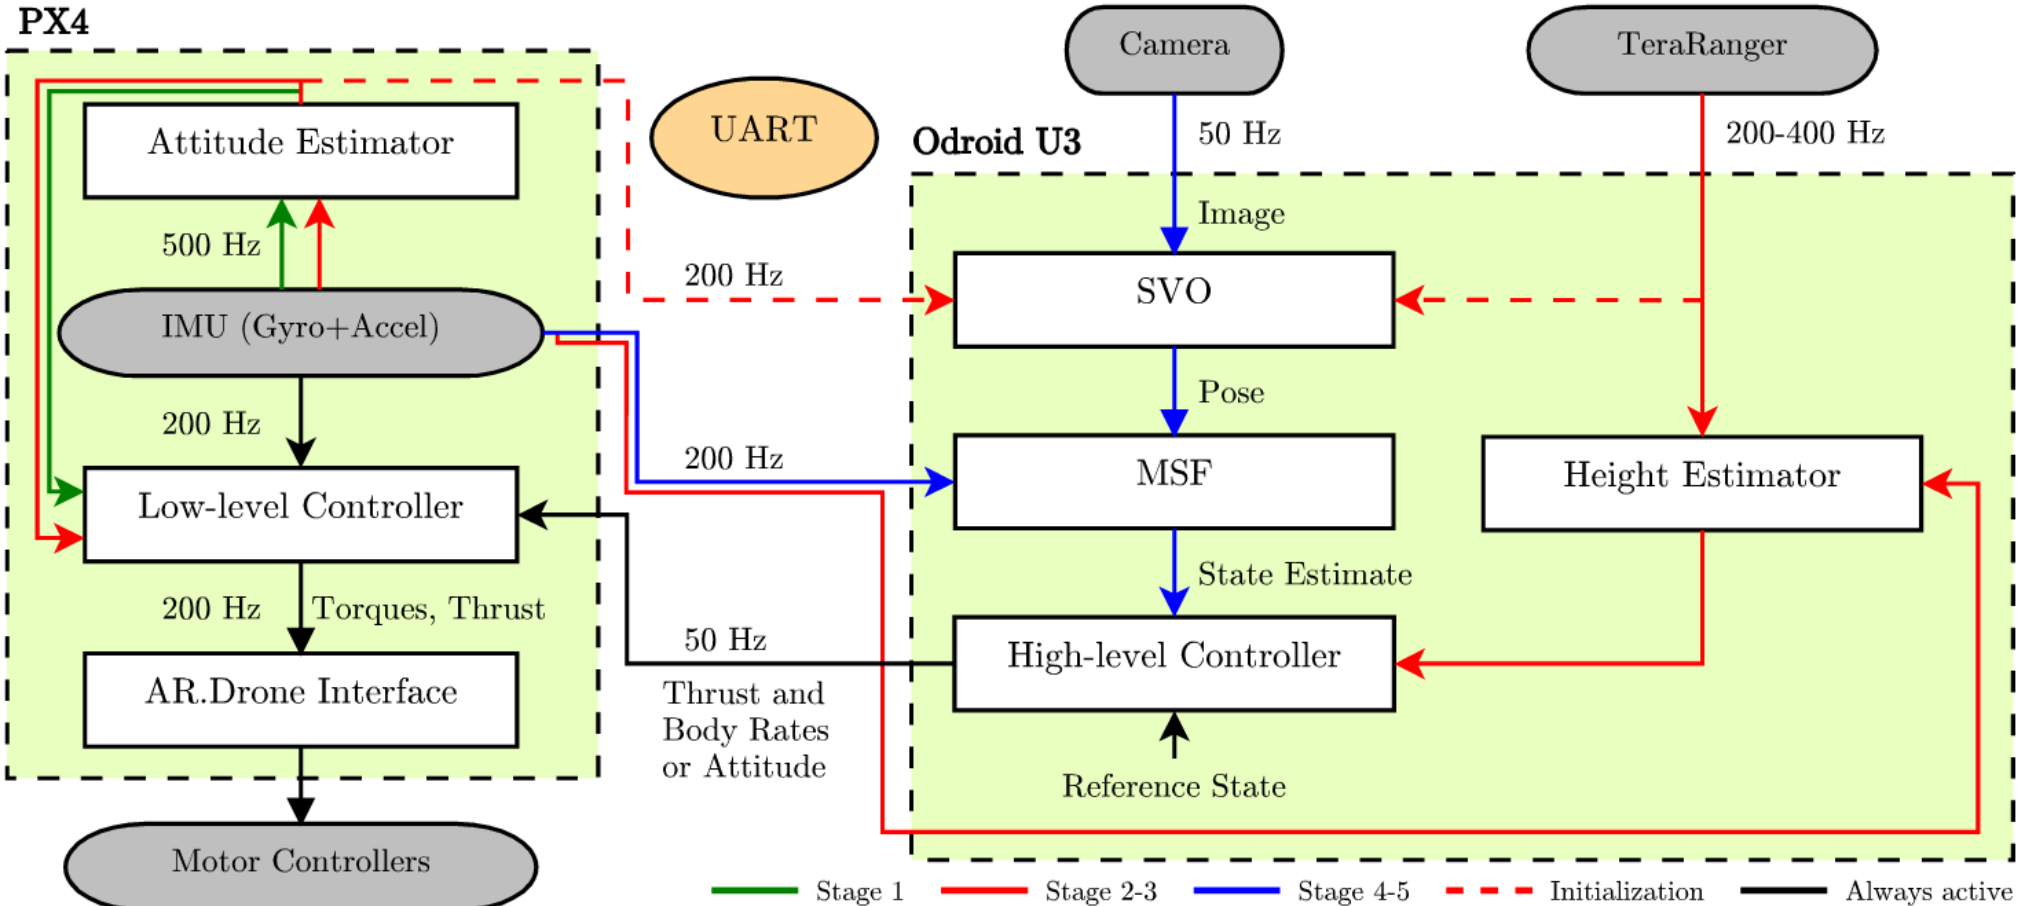 PX4
Camera
TeraRanger
UART
Odroid U3
50 Hz
200-400 Hz
Attitude Estimator
Image
500 Hz
200 Hz
SVO
IMU (Gyro+Accel)
Pose
200 Hz
200 Hz
MSF
Height Estimator
Low-level Controller
State Estimate
200 Hz
Torques, Thrust
50 Hz
High-level Controller
AR.Drone Interface
Thrust and
Body Rates
or Attitude
Reference State
Motor Controllers
Stage 1
Stage 2-3
Stage 4-5
Initialization
Always active